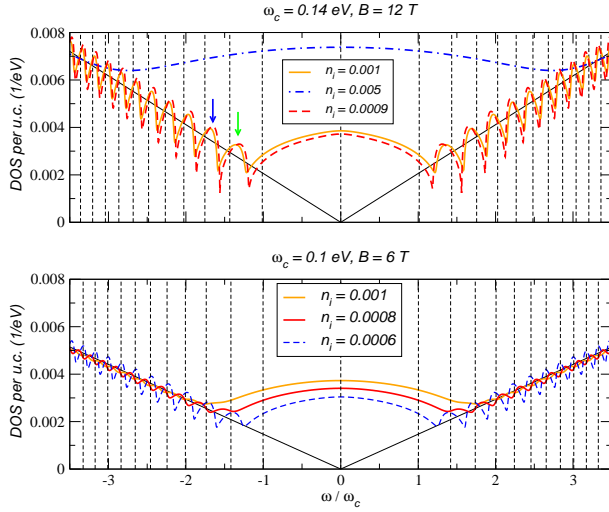 ω_c = 0.14 eV, B = 12 T
DOS per u.c. (1/eV)
0.008
0.006
0.004
0.002
0
n_i = 0.001
n_i = 0.005
n_i = 0.0009
ω_c = 0.1 eV, B = 6 T
DOS per u.c. (1/eV)
0.008
0.006
0.004
0.002
0
n_i = 0.001
n_i = 0.0008
n_i = 0.0006
-3 -2 -1 0 1 2 3
ω / ω_c